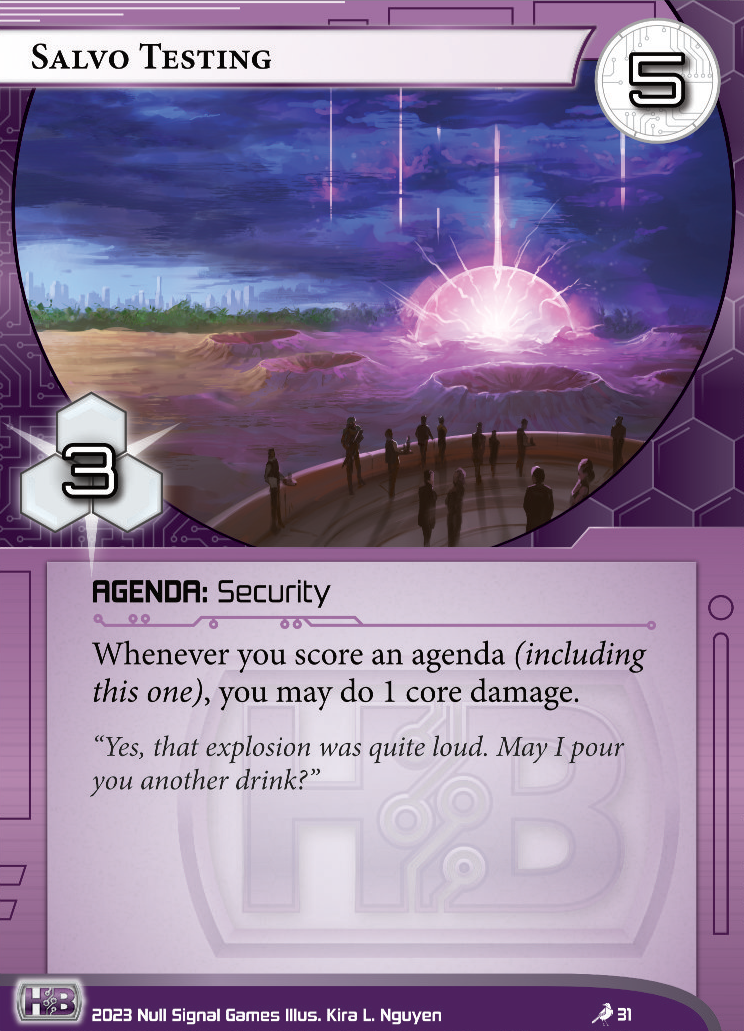 Salvo Testing
5
3
AGENDA: Security
Whenever you score an agenda (including
this one), you may do 1 core damage.
“Yes, that explosion was quite loud. May I pour
you another drink?”
HB
HB
2023 Null Signal Games Illus. Kira L. Nguyen
31